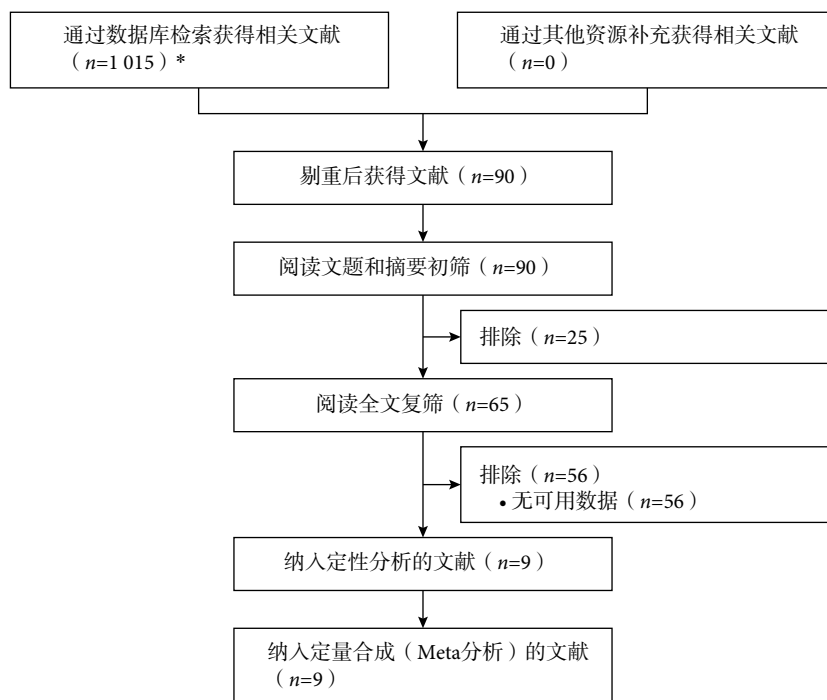 通过数据库检索获得相关文献
（n=1 015）*
通过其他资源补充获得相关文献
（n=0）
剔重后获得文献（n=90）
阅读文题和摘要初筛（n=90）
排除（n=25）
阅读全文复筛（n=65）
排除（n=56）
• 无可用数据（n=56）
纳入定性分析的文献（n=9）
纳入定量合成（Meta分析）的文献
（n=9）